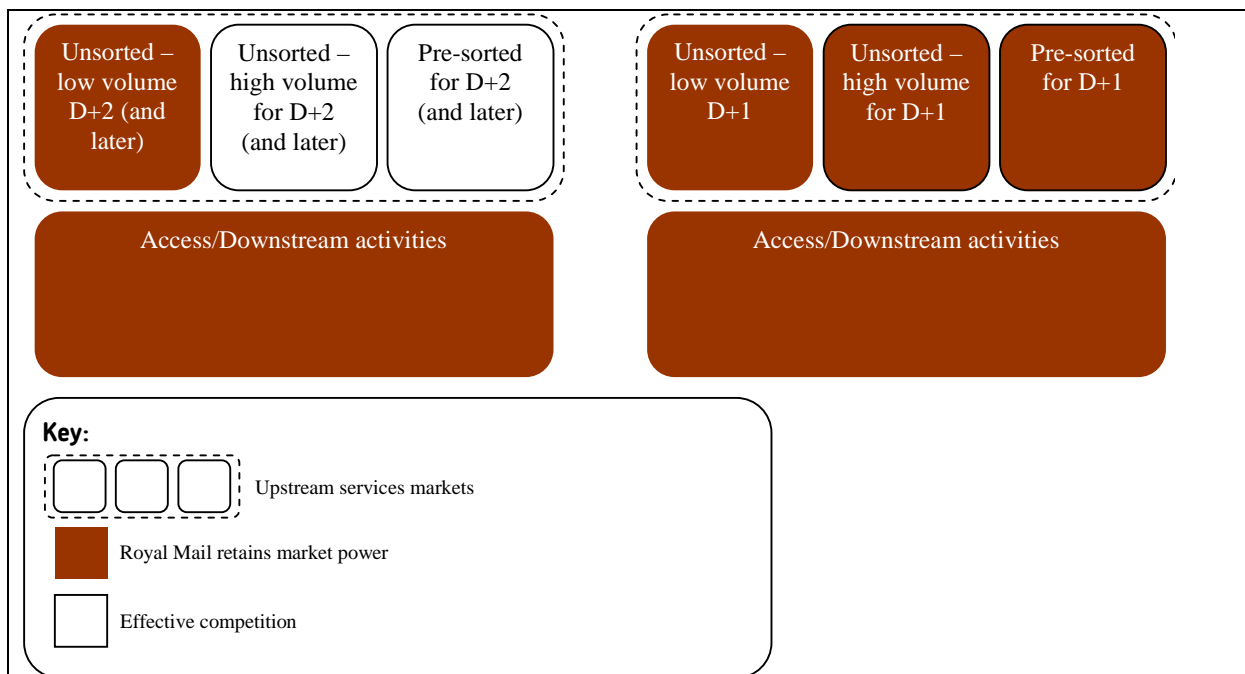 Unsorted –
low volume
D+2 (and
later)
Unsorted –
high volume
for D+2
(and later)
Pre-sorted
for D+2
(and later)
Unsorted –
low volume
D+1
Unsorted –
high volume
for D+1
Pre-sorted
for D+1
Access/Downstream activities
Access/Downstream activities
Key:
Upstream services markets
Royal Mail retains market power
Effective competition